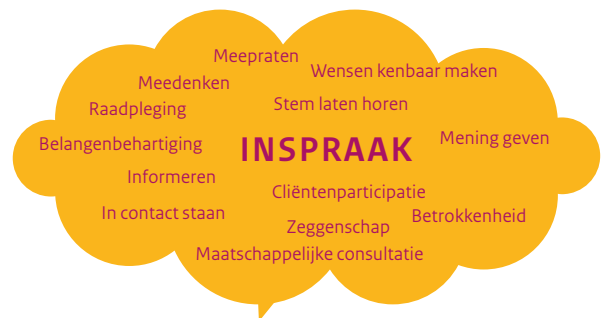 Meepraten
Wensen kenbaar maken
Meedenken
Stem laten horen
Raadpleging
Mening geven
Belangenbehartiging
INSPRAAK
Informeren
Cliëntenparticipatie
In contact staan
Betrokkenheid
Zeggenschap
Maatschappelijke consultatie